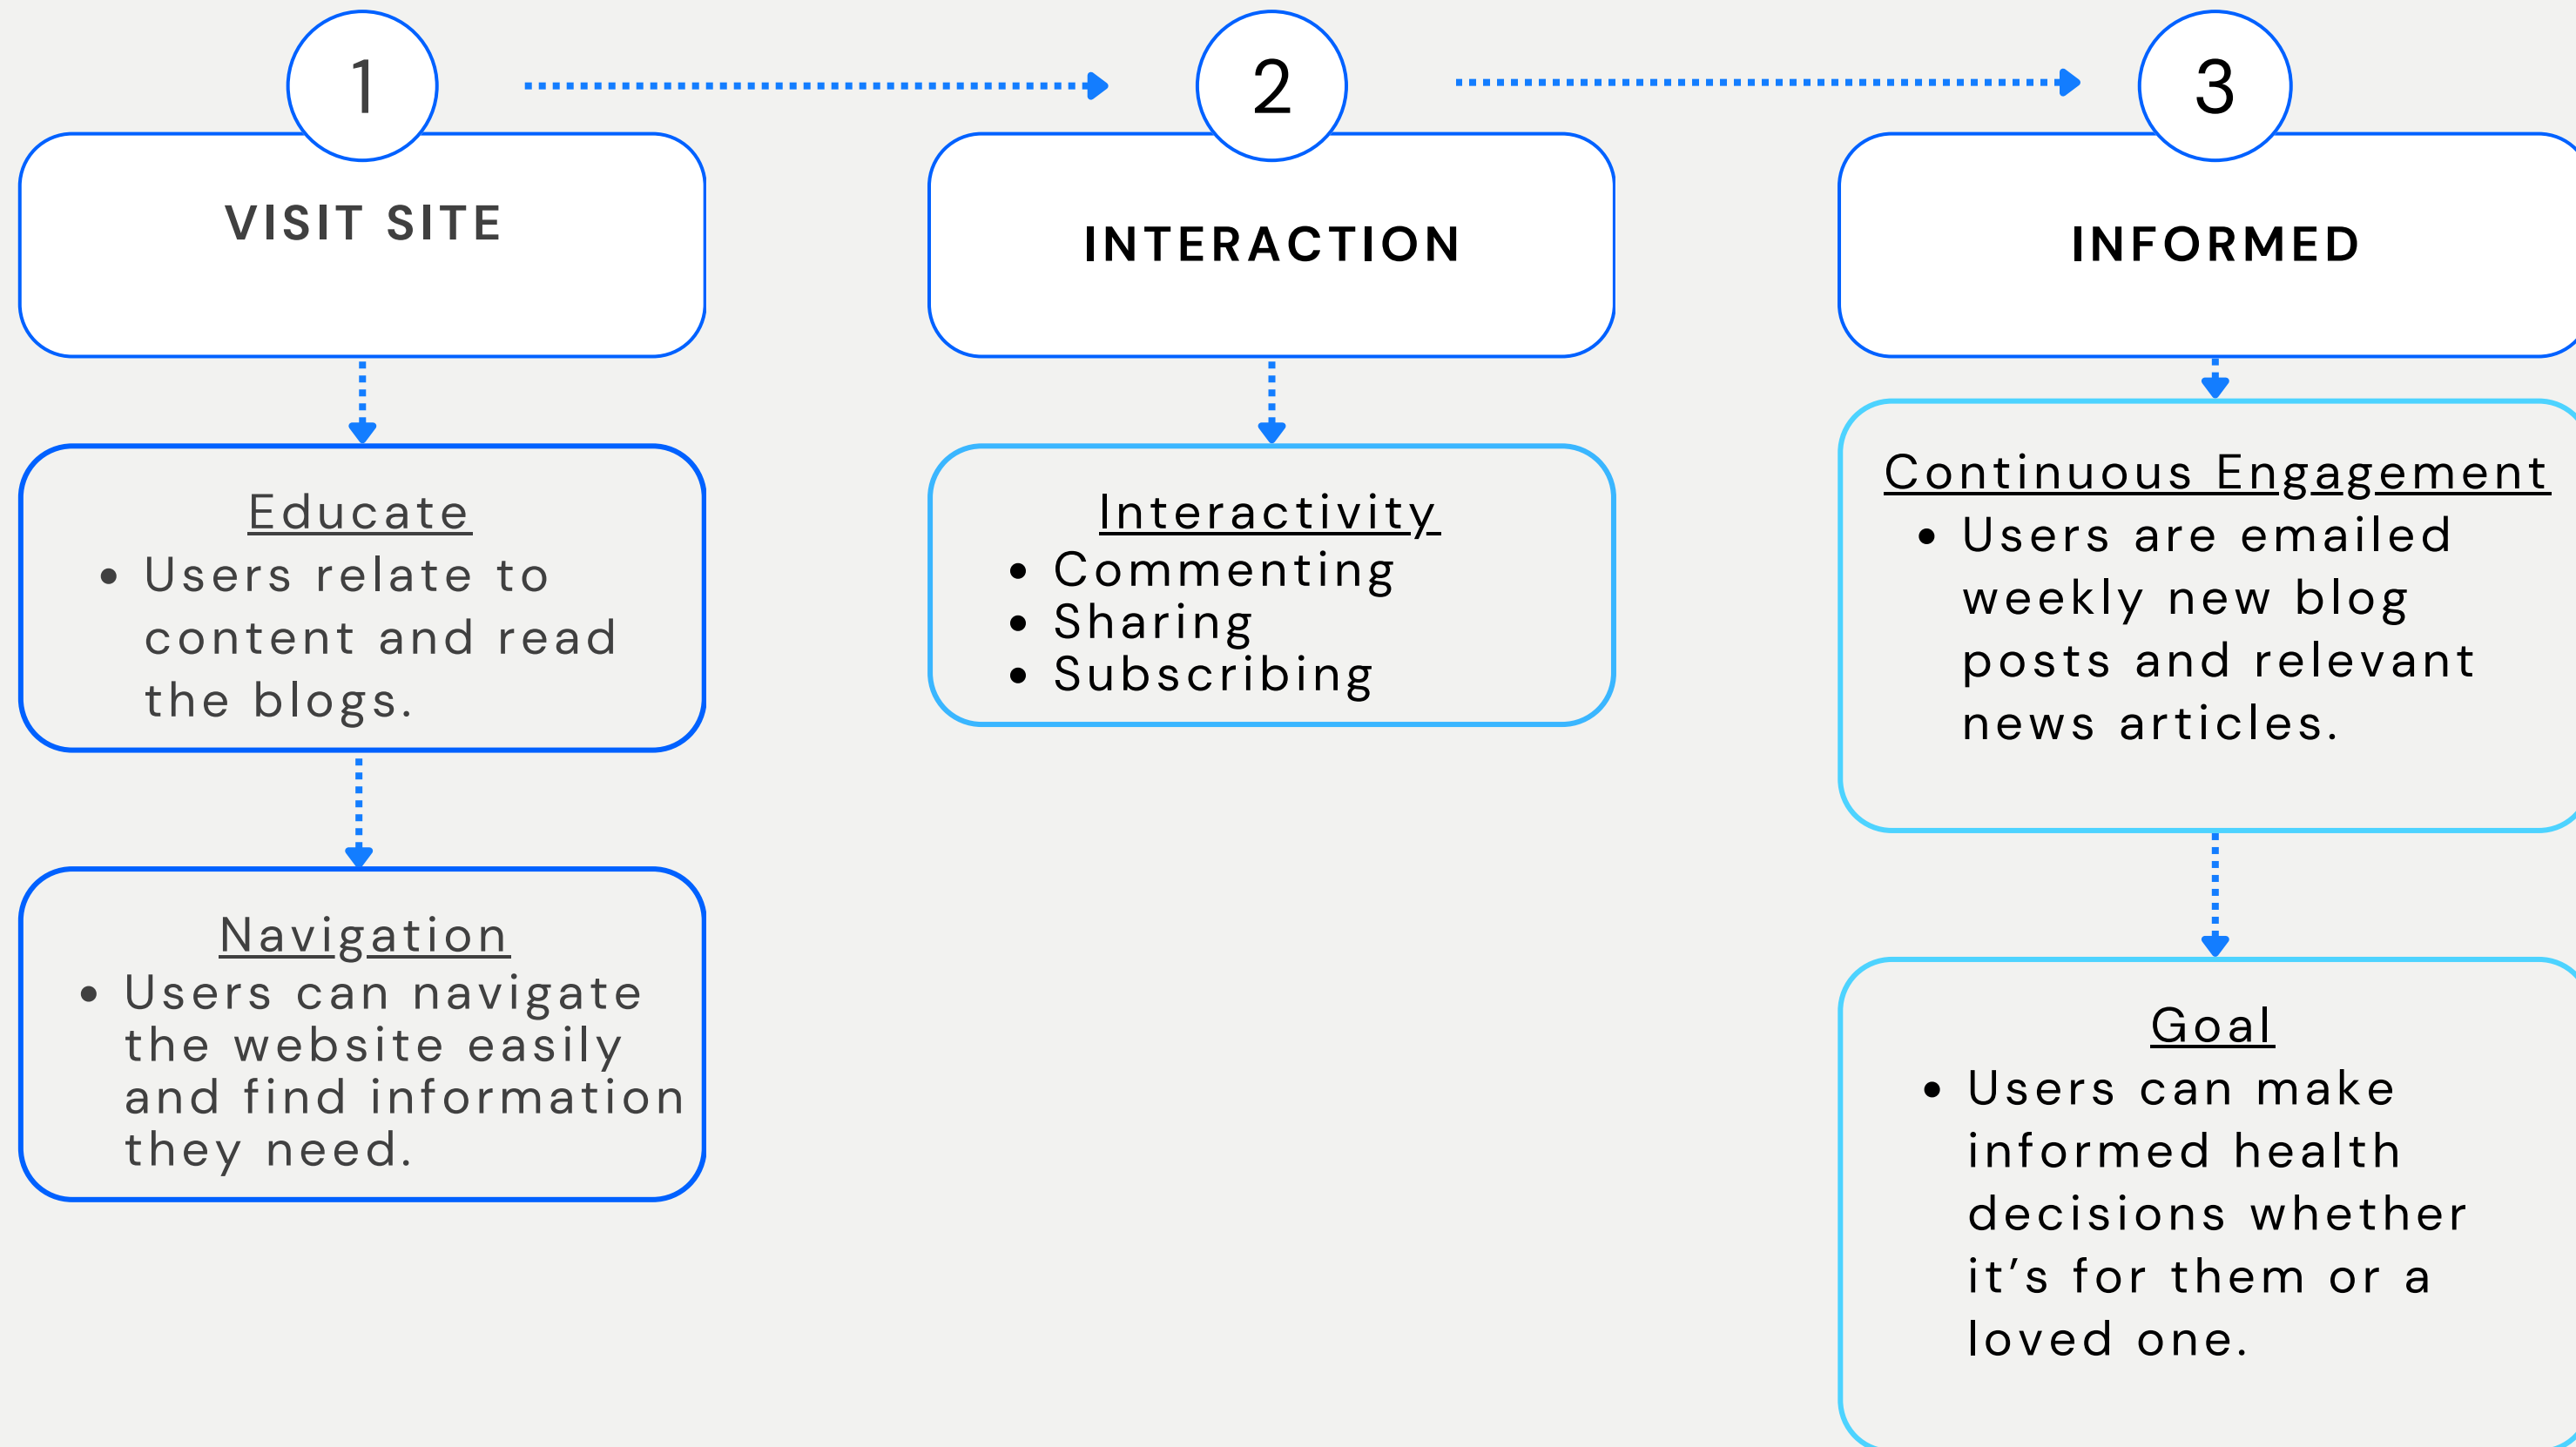 1
VISIT SITE
Educate
• Users relate to
content and read
the blogs.
Navigation
• Users can navigate
the website easily
and find information
they need.
2
INTERACTION
Interactivity
• Commenting
• Sharing
• Subscribing
3
INFORMED
Continuous Engagement
• Users are emailed
weekly new blog
posts and relevant
news articles.
Goal
• Users can make
informed health
decisions whether
it’s for them or a
loved one.